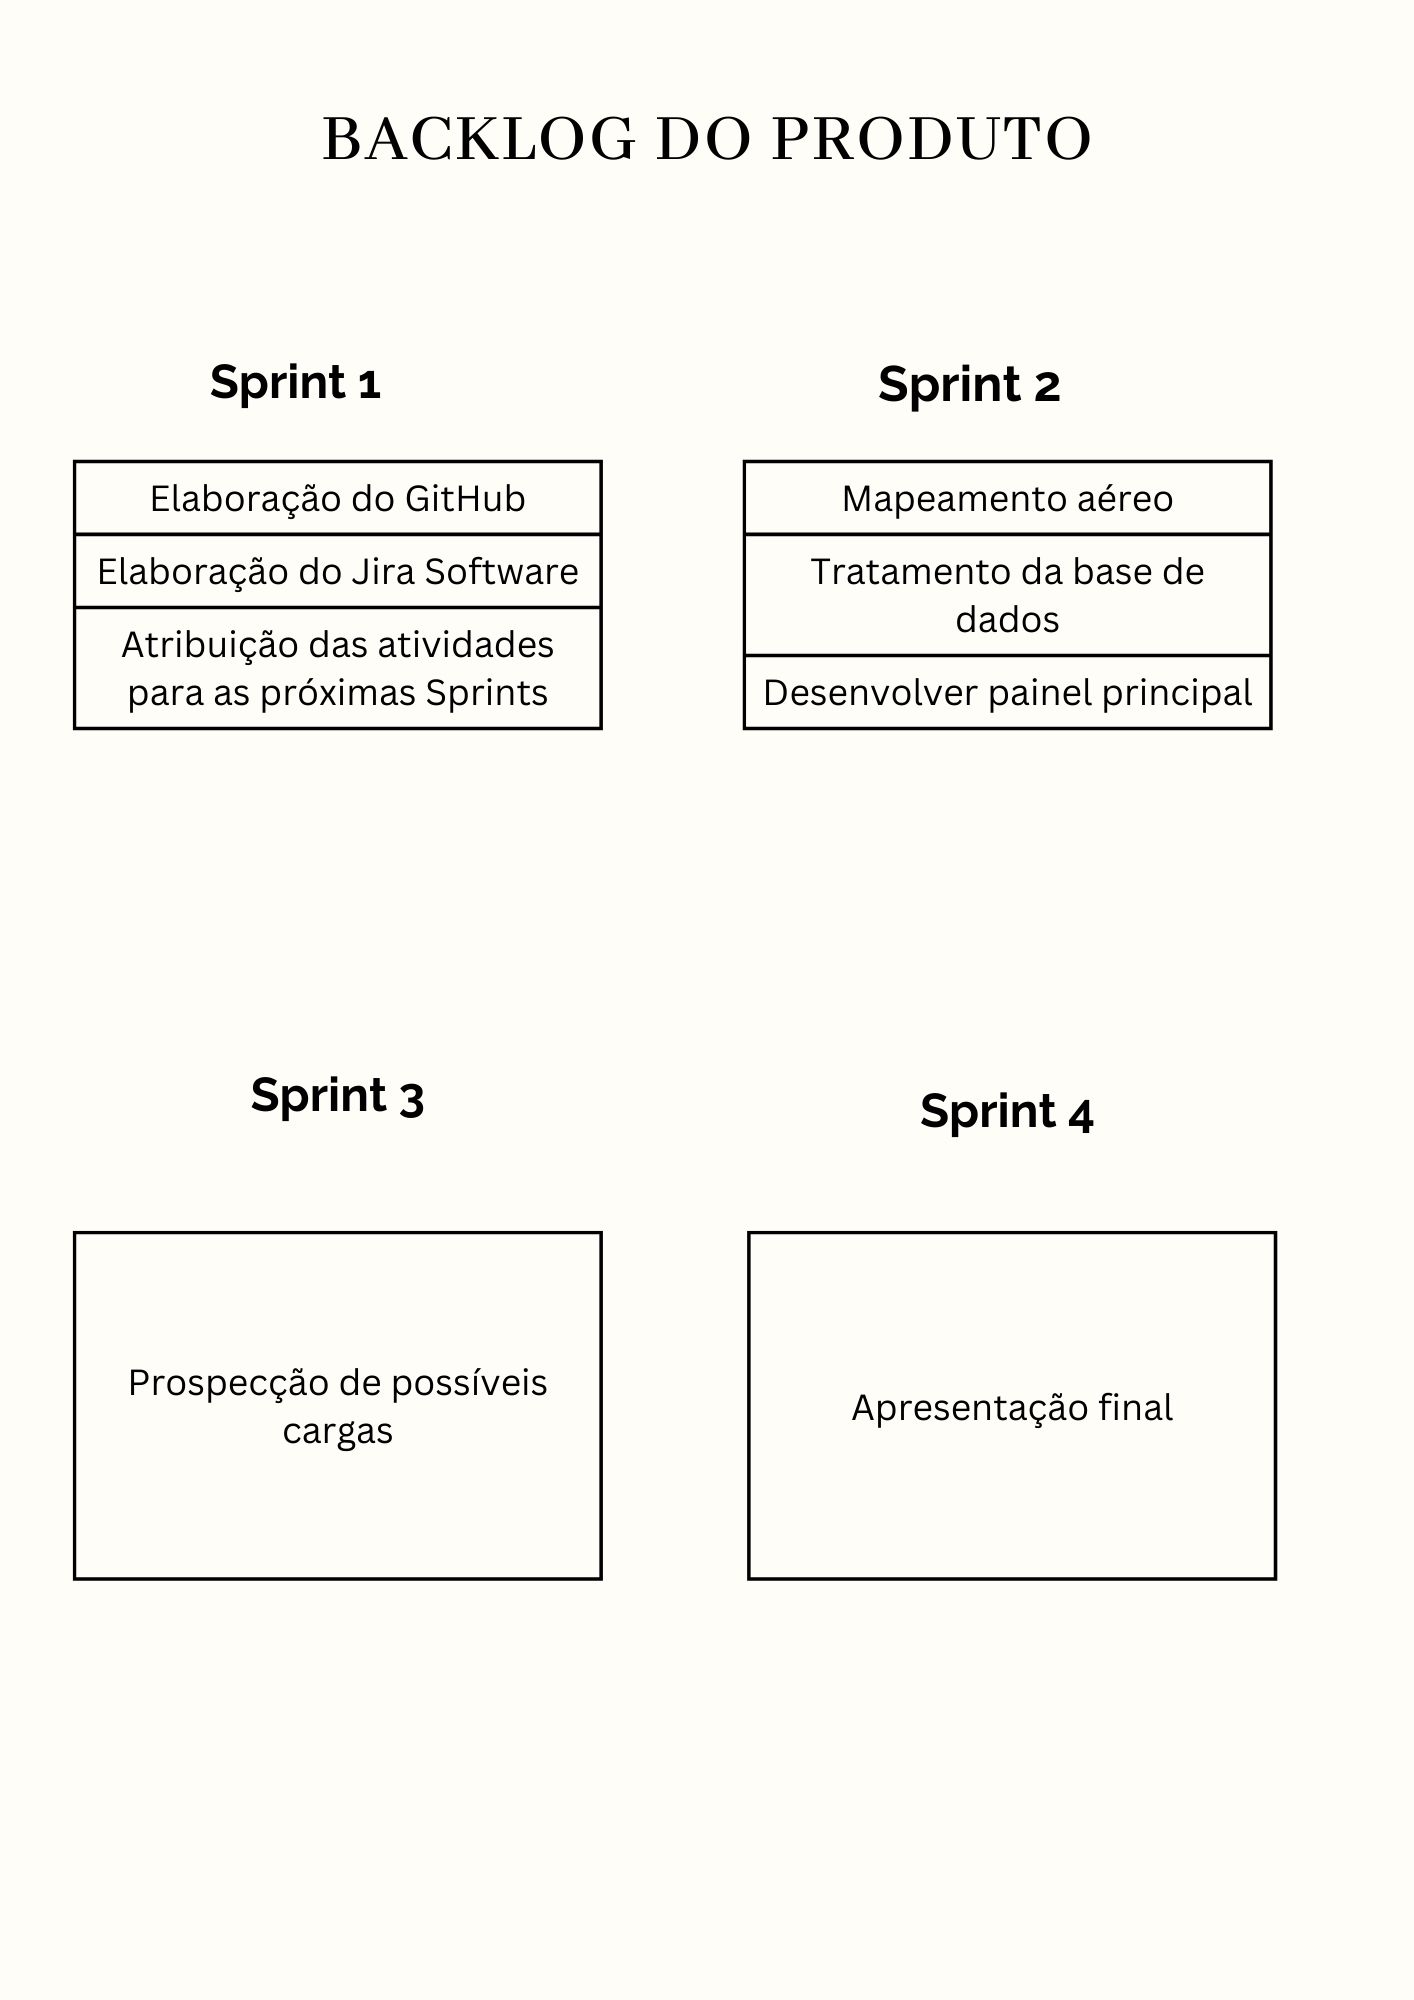 BACKLOG DO PRODUTO
Sprint 1
Elaboração do GitHub
Elaboração do Jira Software
Atribuição das atividades
para as próximas Sprints
Sprint 2
Mapeamento aéreo
Tratamento da base de
dados
Desenvolver painel principal
Sprint 3
Prospecção de possíveis
cargas
Sprint 4
Apresentação final